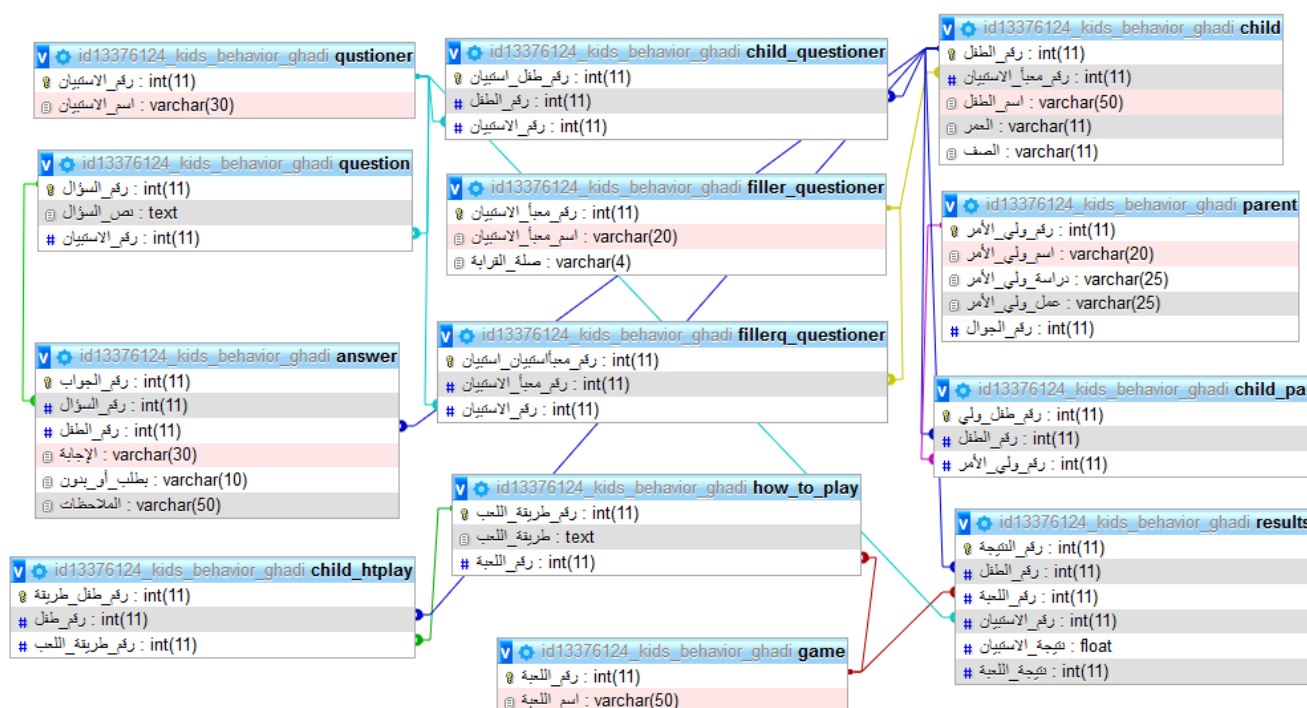 id13376124_kids_behavior_ghadi qustioner
رقم_الاستبيان : int(11)
اسم_الاستبيان : varchar(30)
id13376124_kids_behavior_ghadi question
رقم_السؤال : int(11)
نص_السؤال : text
رقم_الاستبيان : int(11)
id13376124_kids_behavior_ghadi answer
رقم_الجواب : int(11)
رقم_السؤال : int(11)
رقم_الطفل : int(11)
الإجابة : varchar(30)
بطلب_أو_بدون : varchar(10)
الملاحظات : varchar(50)
id13376124_kids_behavior_ghadi child_htplay
رقم_طفل_طريقة : int(11)
رقم_طفل : int(11)
رقم_طريقة_اللعب : int(11)
id13376124_kids_behavior_ghadi child_questioner
رقم_طفل_استبيان : int(11)
رقم_الطفل : int(11)
رقم_الاستبيان : int(11)
id13376124_kids_behavior_ghadi filler_questioner
رقم_معبأ_الاستبيان : int(11)
اسم_معبأ_الاستبيان : varchar(20)
صلة_القرابة : varchar(4)
id13376124_kids_behavior_ghadi fillerq_questioner
رقم_معبأاستبيان_استبيان : int(11)
رقم_معبأ_الاستبيان : int(11)
رقم_الاستبيان : int(11)
id13376124_kids_behavior_ghadi how_to_play
رقم_طريقة_اللعب : int(11)
طريقة_اللعب : text
رقم_اللعبة : int(11)
id13376124_kids_behavior_ghadi game
رقم_اللعبة : int(11)
اسم_اللعبة : varchar(50)
id13376124_kids_behavior_ghadi child
رقم_الطفل : int(11)
رقم_معبأ_الاستبيان : int(11)
اسم_الطفل : varchar(50)
العمر : varchar(11)
الصف : varchar(11)
id13376124_kids_behavior_ghadi parent
رقم_ولي_الأمر : int(11)
اسم_ولي_الأمر : varchar(20)
دراسة_ولي_الأمر : varchar(25)
عمل_ولي_الأمر : varchar(25)
رقم_الجوال : int(11)
id13376124_kids_behavior_ghadi child_pa
رقم_طفل_ولي : int(11)
رقم_الطفل : int(11)
رقم_ولي_الأمر : int(11)
id13376124_kids_behavior_ghadi results
رقم_النتيجة : int(11)
رقم_الطفل : int(11)
رقم_اللعبة : int(11)
رقم_الاستبيان : int(11)
نتيجة_الاستبيان : float
نتيجة_اللعبة : int(11)